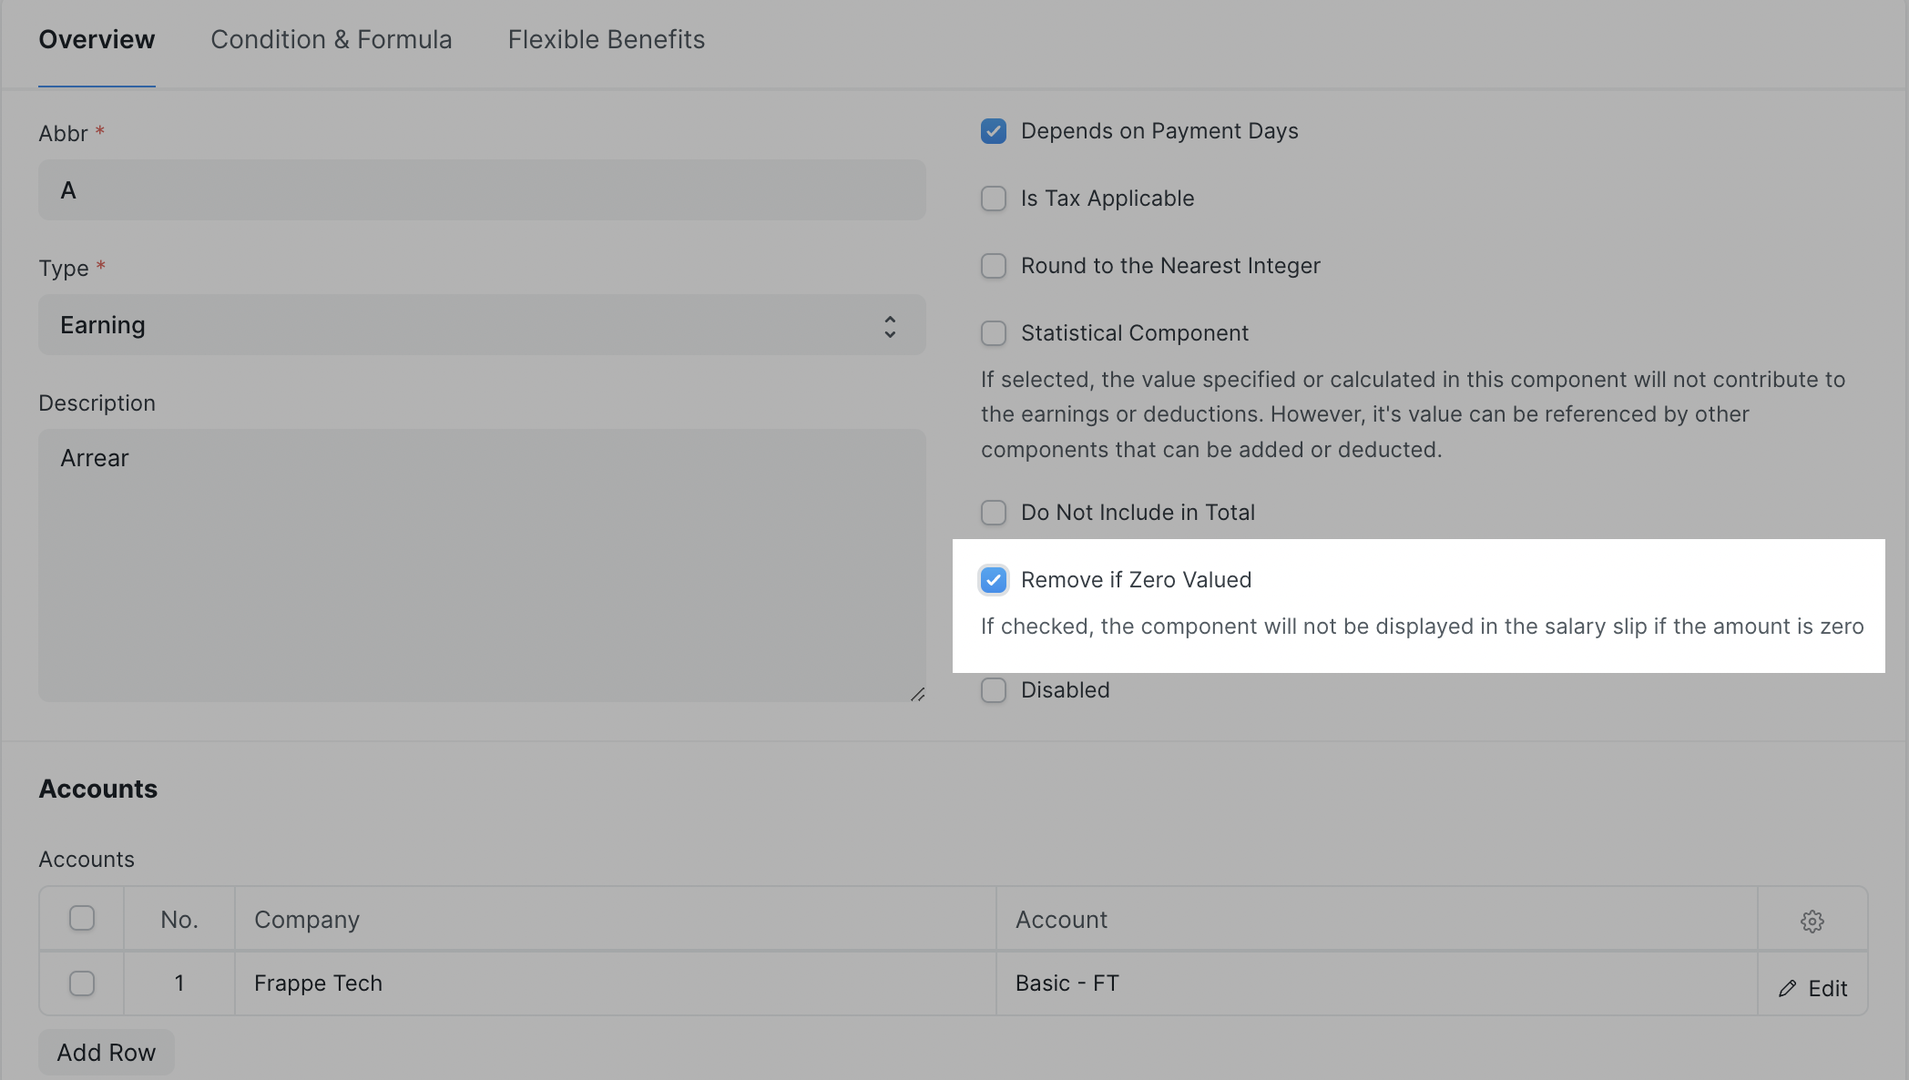 Overview
Condition & Formula
Flexible Benefits
Abbr *
A
Type *
Earning
Description
Arrear
Depends on Payment Days
Is Tax Applicable
Round to the Nearest Integer
Statistical Component
If selected, the value specified or calculated in this component will not contribute to
the earnings or deductions. However, it's value can be referenced by other
components that can be added or deducted.
Do Not Include in Total
Remove if Zero Valued
If checked, the component will not be displayed in the salary slip if the amount is zero
Disabled
Accounts
Accounts
No.
Company
Account
1
Frappe Tech
Basic - FT
Edit
Add Row